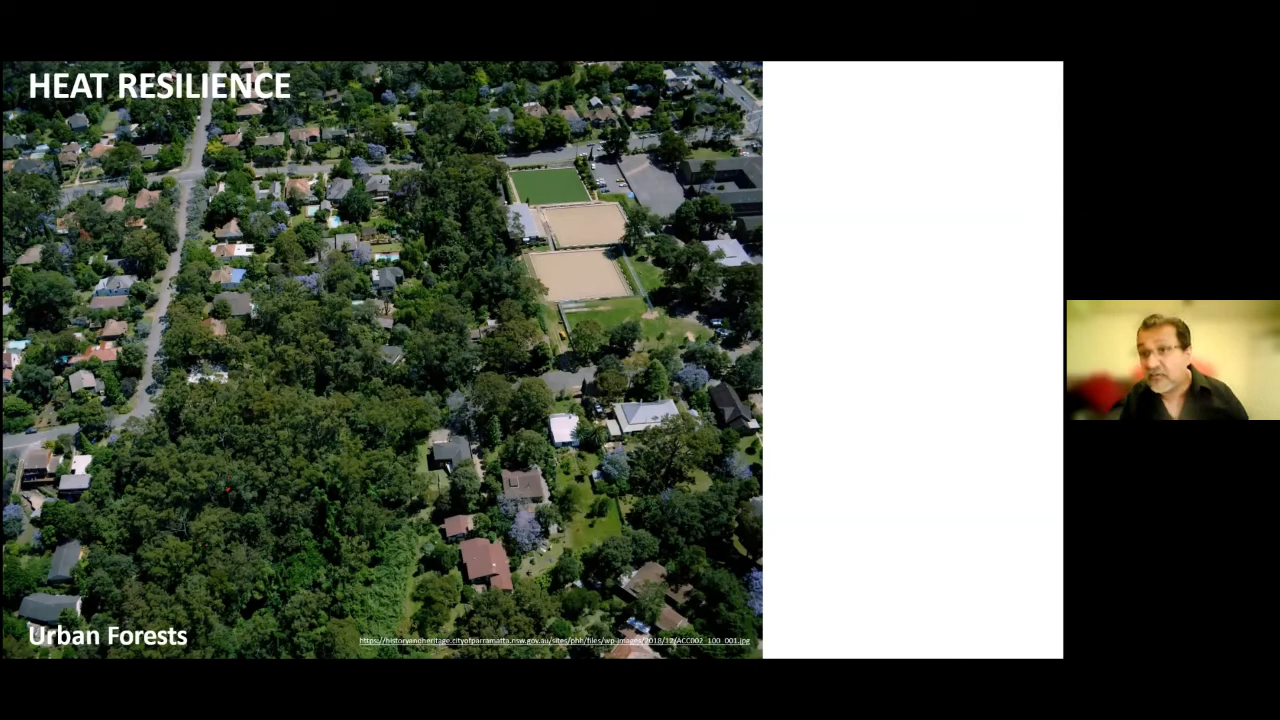 HEAT RESILIENCE
Urban Forests
https://historyandheritage.cityofparramatta.nsw.gov.au/sites/phh/files/wp-images/2018/12/ACC002_100_001.jpg